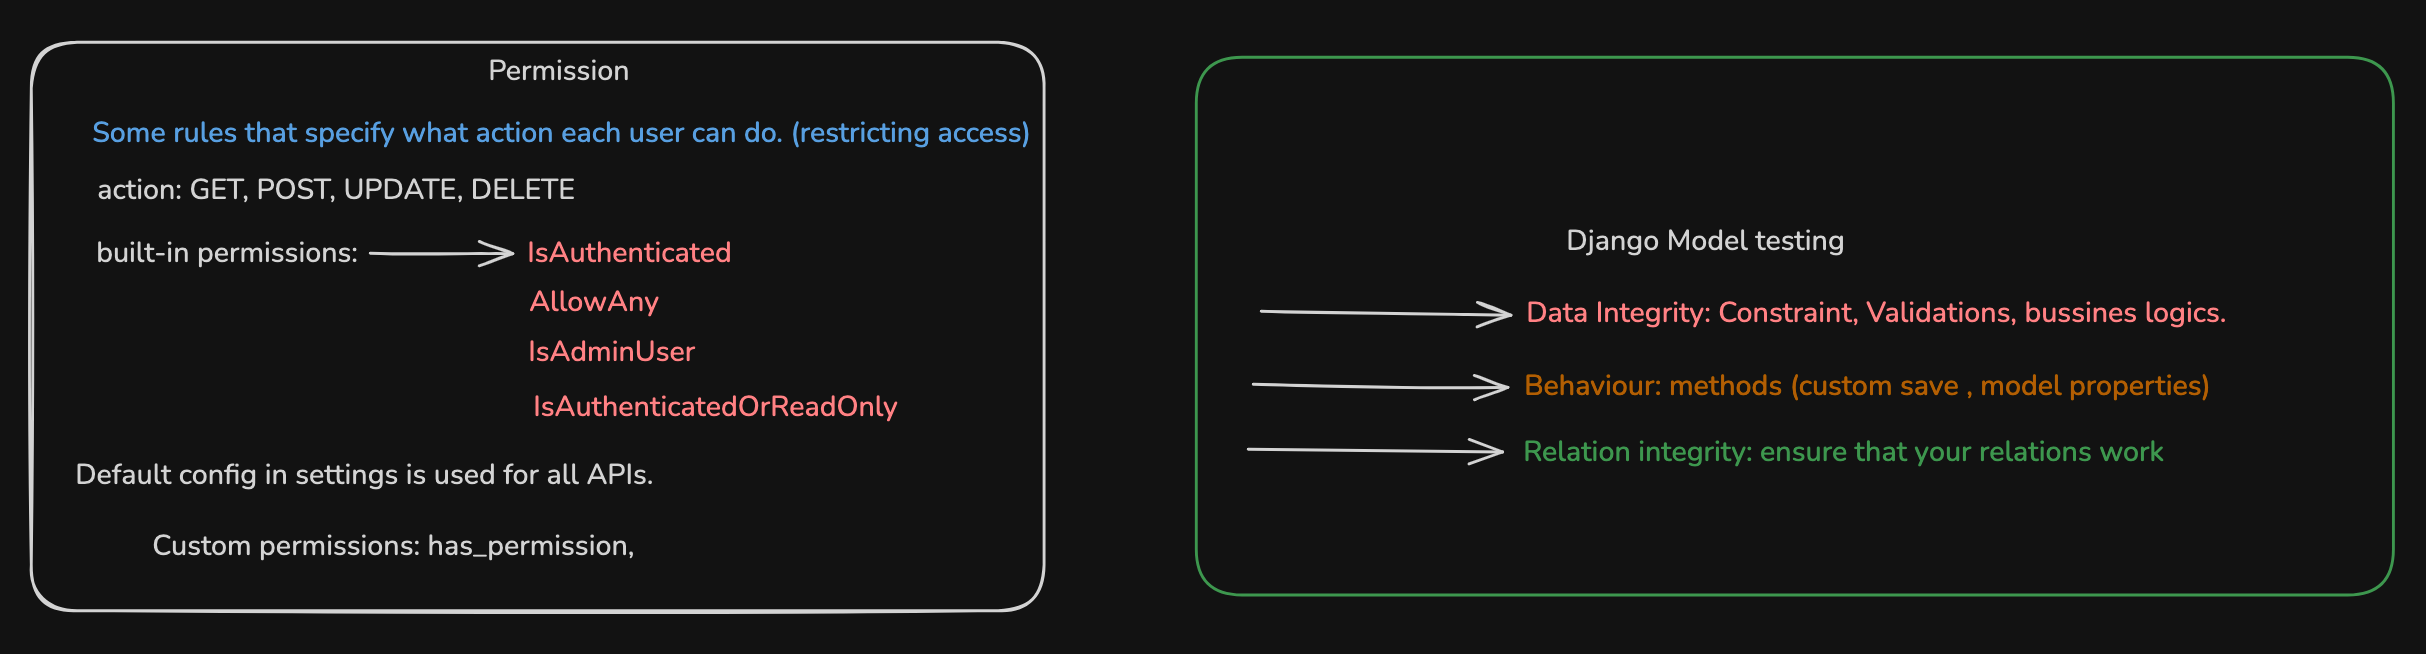 Permission
Some rules that specify what action each user can do. (restricting access)
action: GET, POST, UPDATE, DELETE
built-in permissions:
IsAuthenticated
AllowAny
IsAdminUser
IsAuthenticatedOrReadOnly
Default config in settings is used for all APIs.
Custom permissions: has_permission,
Django Model testing
Data Integrity: Constraint, Validations, bussines logics.
Behaviour: methods (custom save , model properties)
Relation integrity: ensure that your relations work